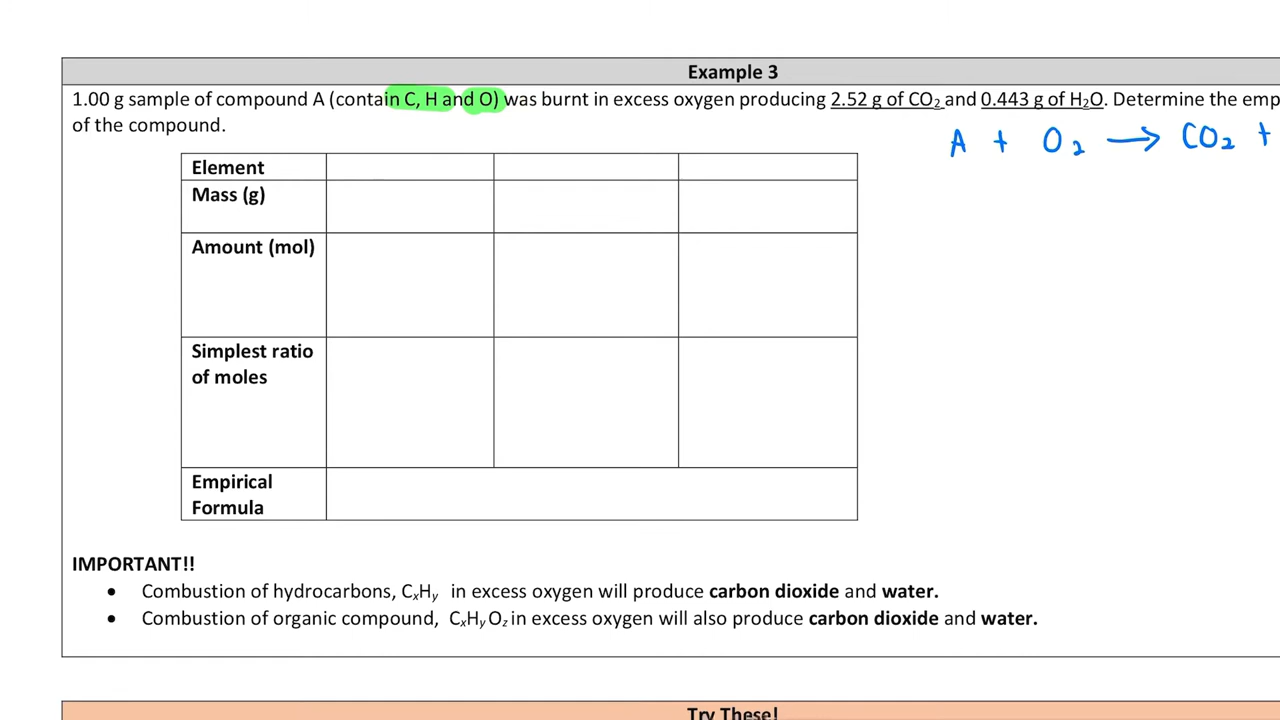 Example 3
1.00 g sample of compound A (contain C, H and O) was burnt in excess oxygen producing 2.52 g of CO₂ and 0.443 g of H₂O. Determine the emp
of the compound.
A + O₂ → CO₂ +
Element
Mass (g)
Amount (mol)
Simplest ratio
of moles
Empirical
Formula
IMPORTANT!!
• Combustion of hydrocarbons, CₓHᵧ in excess oxygen will produce carbon dioxide and water.
• Combustion of organic compound, CₓHᵧO_z in excess oxygen will also produce carbon dioxide and water.
Try These!